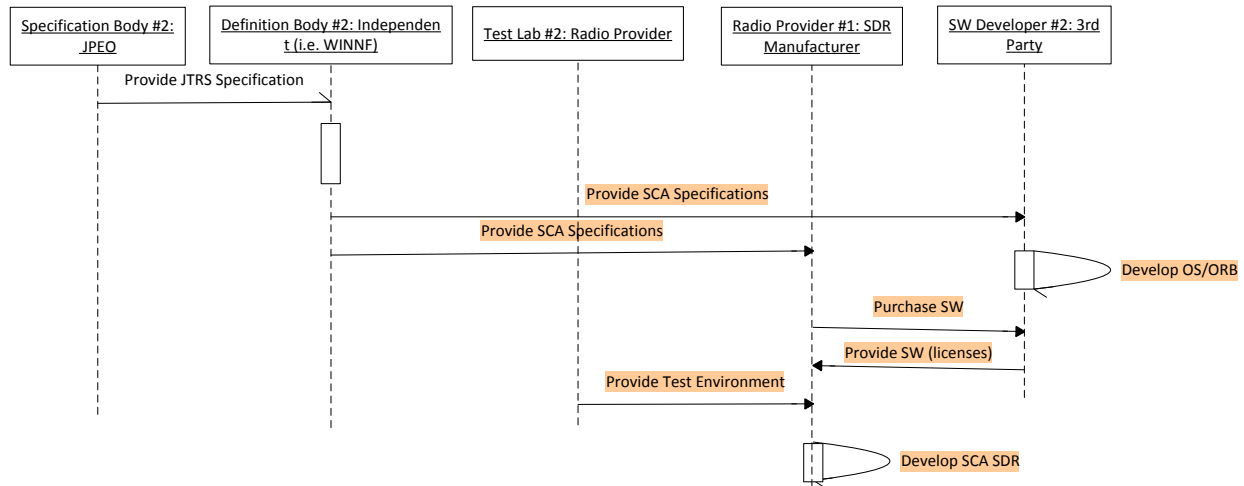 Specification Body #2:
JPEO
Definition Body #2: Independen
t (i.e. WINNF)
Test Lab #2: Radio Provider
Radio Provider #1: SDR
Manufacturer
SW Developer #2: 3rd
Party
Provide JTRS Specification
Provide SCA Specifications
Provide SCA Specifications
Develop OS/ORB
Purchase SW
Provide SW (licenses)
Provide Test Environment
Develop SCA SDR